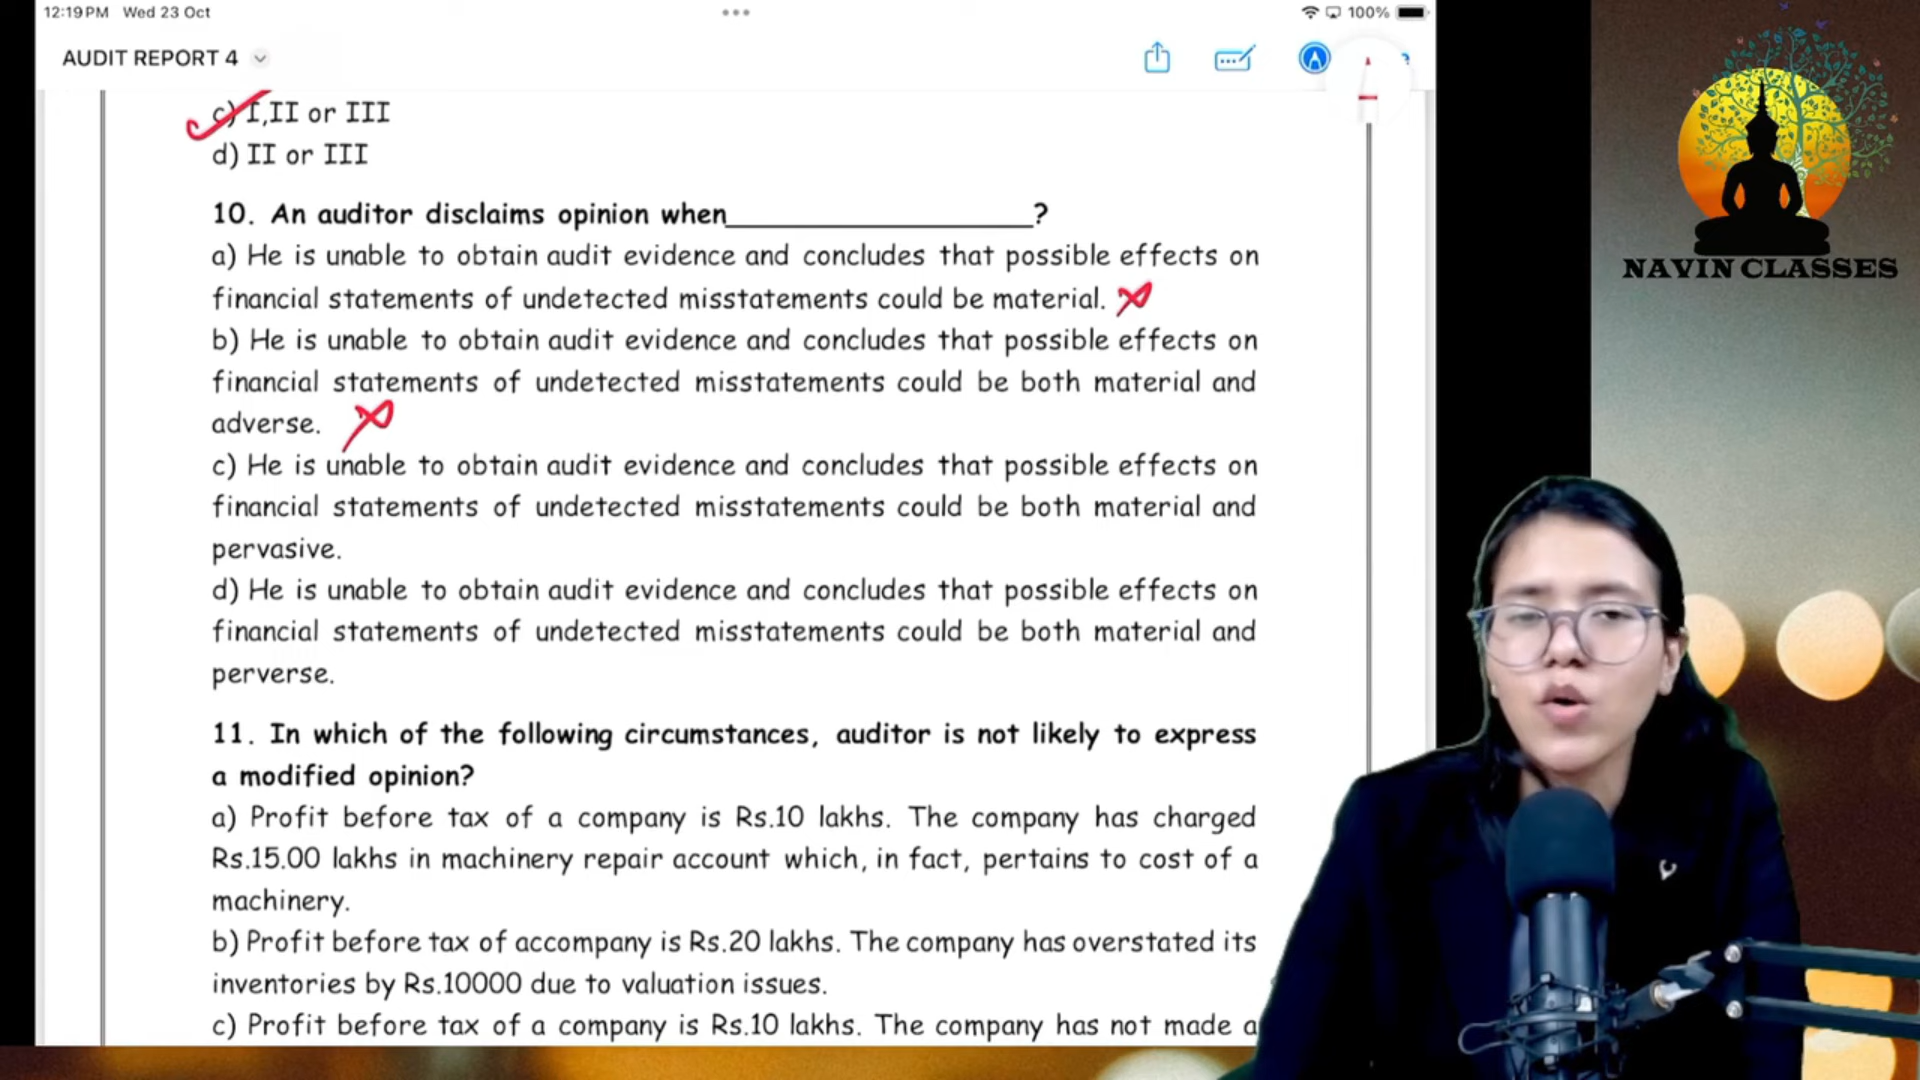 12:19 PM Wed 23 Oct
100%
AUDIT REPORT 4
c) I,II or III
d) II or III
10. An auditor disclaims opinion when____________________?
a) He is unable to obtain audit evidence and concludes that possible effects on
financial statements of undetected misstatements could be material.
b) He is unable to obtain audit evidence and concludes that possible effects on
financial statements of undetected misstatements could be both material and
adverse.
c) He is unable to obtain audit evidence and concludes that possible effects on
financial statements of undetected misstatements could be both material and
pervasive.
d) He is unable to obtain audit evidence and concludes that possible effects on
financial statements of undetected misstatements could be both material and
perverse.
11. In which of the following circumstances, auditor is not likely to express
a modified opinion?
a) Profit before tax of a company is Rs.10 lakhs. The company has charged
Rs.15.00 lakhs in machinery repair account which, in fact, pertains to cost of a
machinery.
b) Profit before tax of accompany is Rs.20 lakhs. The company has overstated its
inventories by Rs.10000 due to valuation issues.
c) Profit before tax of a company is Rs.10 lakhs. The company has not made a
NAVIN CLASSES